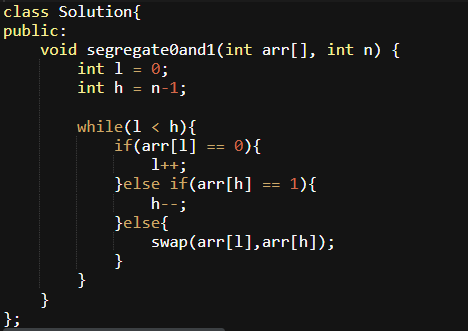 class Solution{
public:
    void segregate0and1(int arr[], int n) {
        int l = 0;
        int h = n-1;

        while(l < h){
            if(arr[l] == 0){
                l++;
            }else if(arr[h] == 1){
                h--;
            }else{
                swap(arr[l],arr[h]);
            }
        }
    }
};